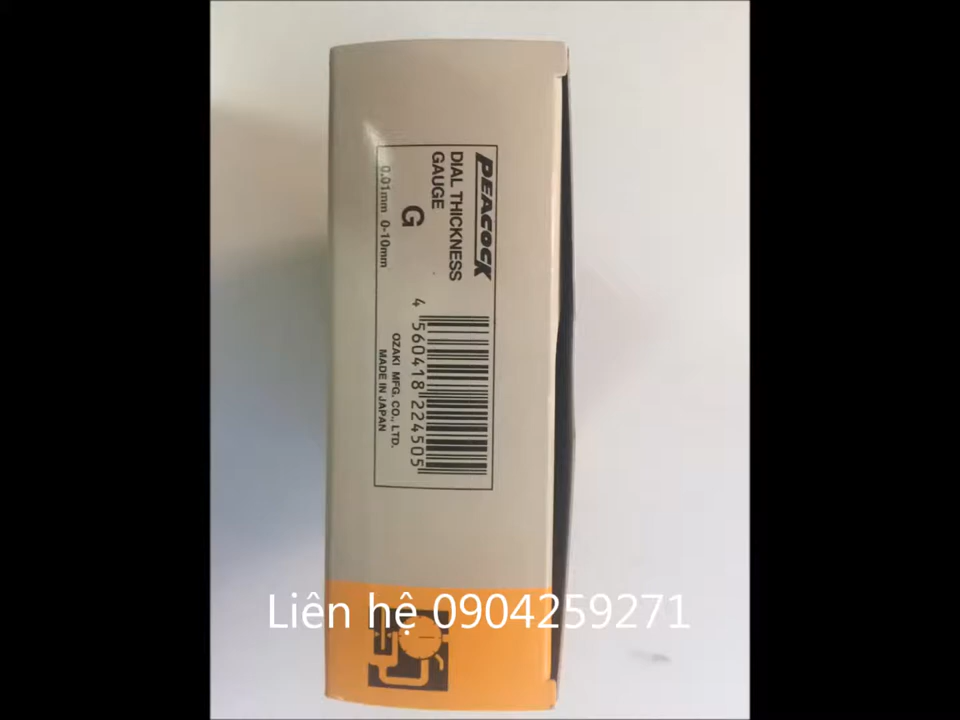 PEACOCK
DIAL THICKNESS
GAUGE
G
0.01mm 0-10mm
4 560418 224505
OZAKI MFG. CO., LTD.
MADE IN JAPAN
Liên hệ 0904259271